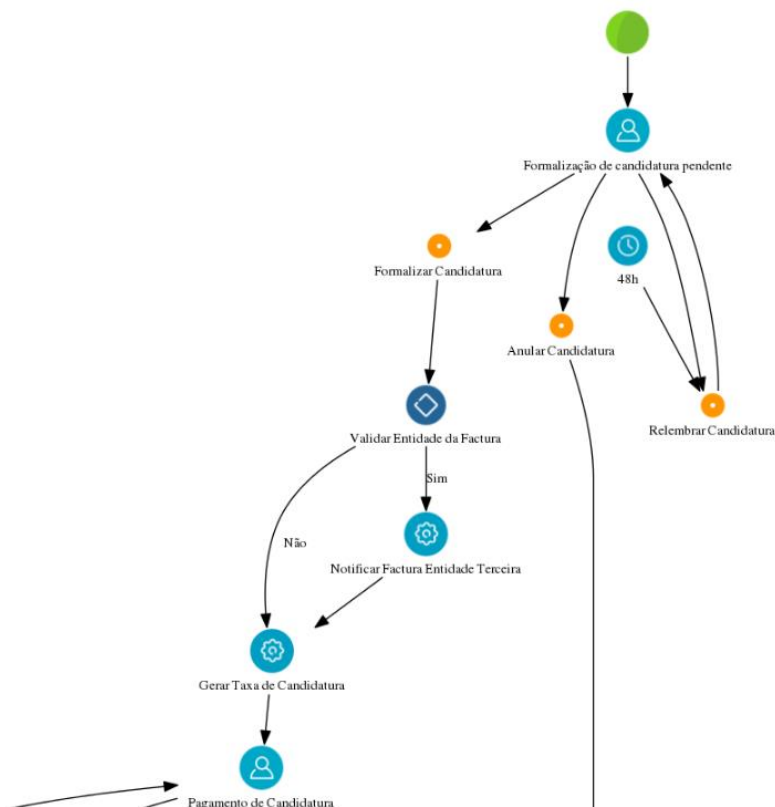 Formalização de candidatura pendente
Formalizar Candidatura
48h
Anular Candidatura
Relembrar Candidatura
Validar Entidade da Factura
Sim
Não
Notificar Factura Entidade Terceira
Gerar Taxa de Candidatura
Pagamento de Candidatura